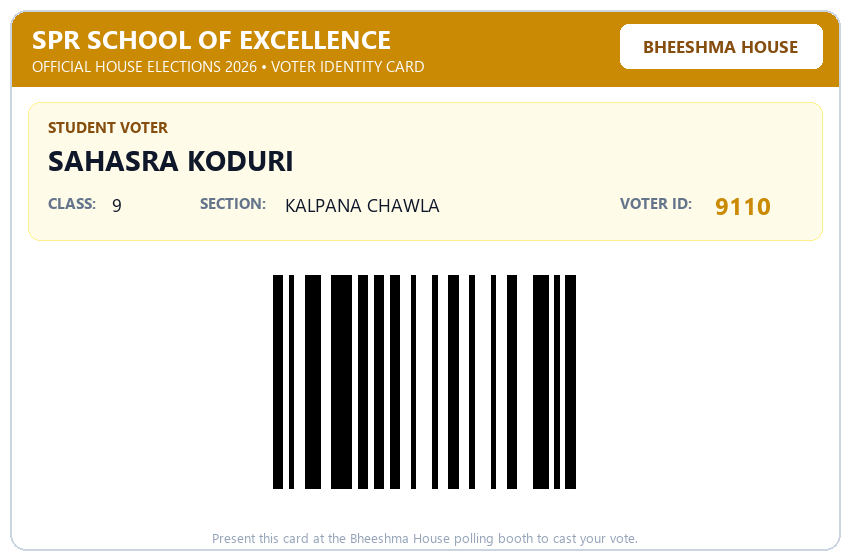 SPR SCHOOL OF EXCELLENCE
OFFICIAL HOUSE ELECTIONS 2026 • VOTER IDENTITY CARD
BHEESHMA HOUSE
STUDENT VOTER
SAHASRA KODURI
CLASS: 9 SECTION: KALPANA CHAWLA VOTER ID: 9110
Present this card at the Bheeshma House polling booth to cast your vote.